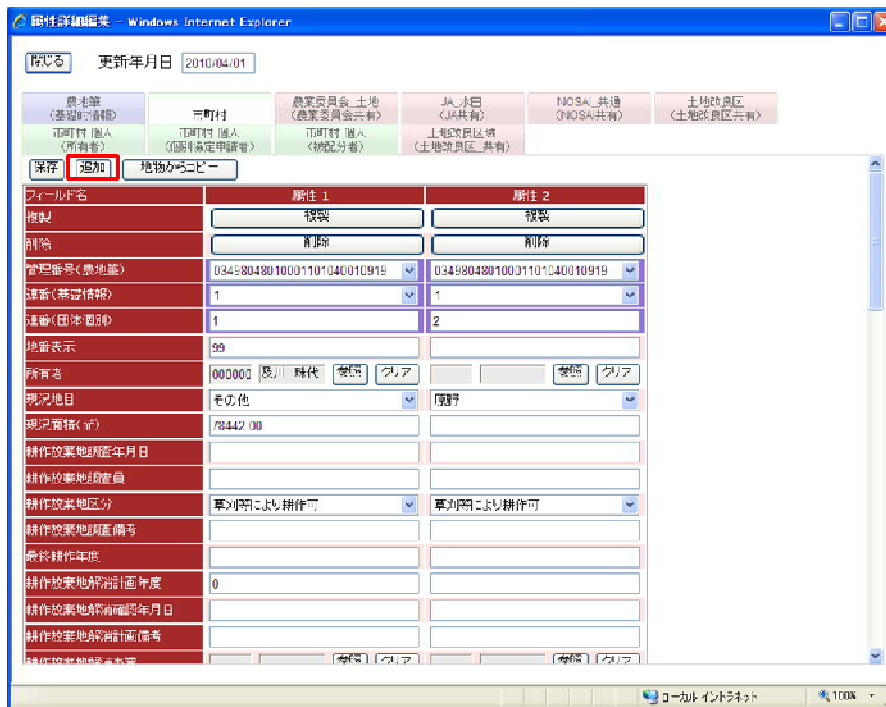 属性詳細編集 - Windows Internet Explorer
閉じる 更新年月日 2010/04/01
農地筆 農業委員会_土地 JA_水田 NOSAI_共通 土地改良区
(基礎的情報) 市町村 (農業委員会共有) (JA共有) (NOSAI共有) (土地改良区共有)
市町村_個人 市町村_個人 市町村_個人 土地改良区域
(所有者) (個別協定申請者) (被配分者) (土地改良区_共有)
保存 追加 地物からコピー
フィールド名 属性 1 属性 2
複製 複製 複製
削除 削除 削除
管理番号(農地筆) 03498048010001101040010919 03498048010001101040010919
連番(基礎情報) 1 1
連番(団体個別) 1 2
地番表示 99
所有者 000000 及川 珠代 参照 クリア 参照 クリア
現況地目 その他 原野
現況面積(㎡) 78442.00
耕作放棄地調査年月日
耕作放棄地調査員
耕作放棄地区分 草刈等により耕作可 草刈等により耕作可
耕作放棄地調査備考
最終耕作年度
耕作放棄地解消計画年度 0
耕作放棄地解消確認年月日
耕作放棄地解消計画備考
参照 クリア 参照 クリア
ローカル イントラネット 100%